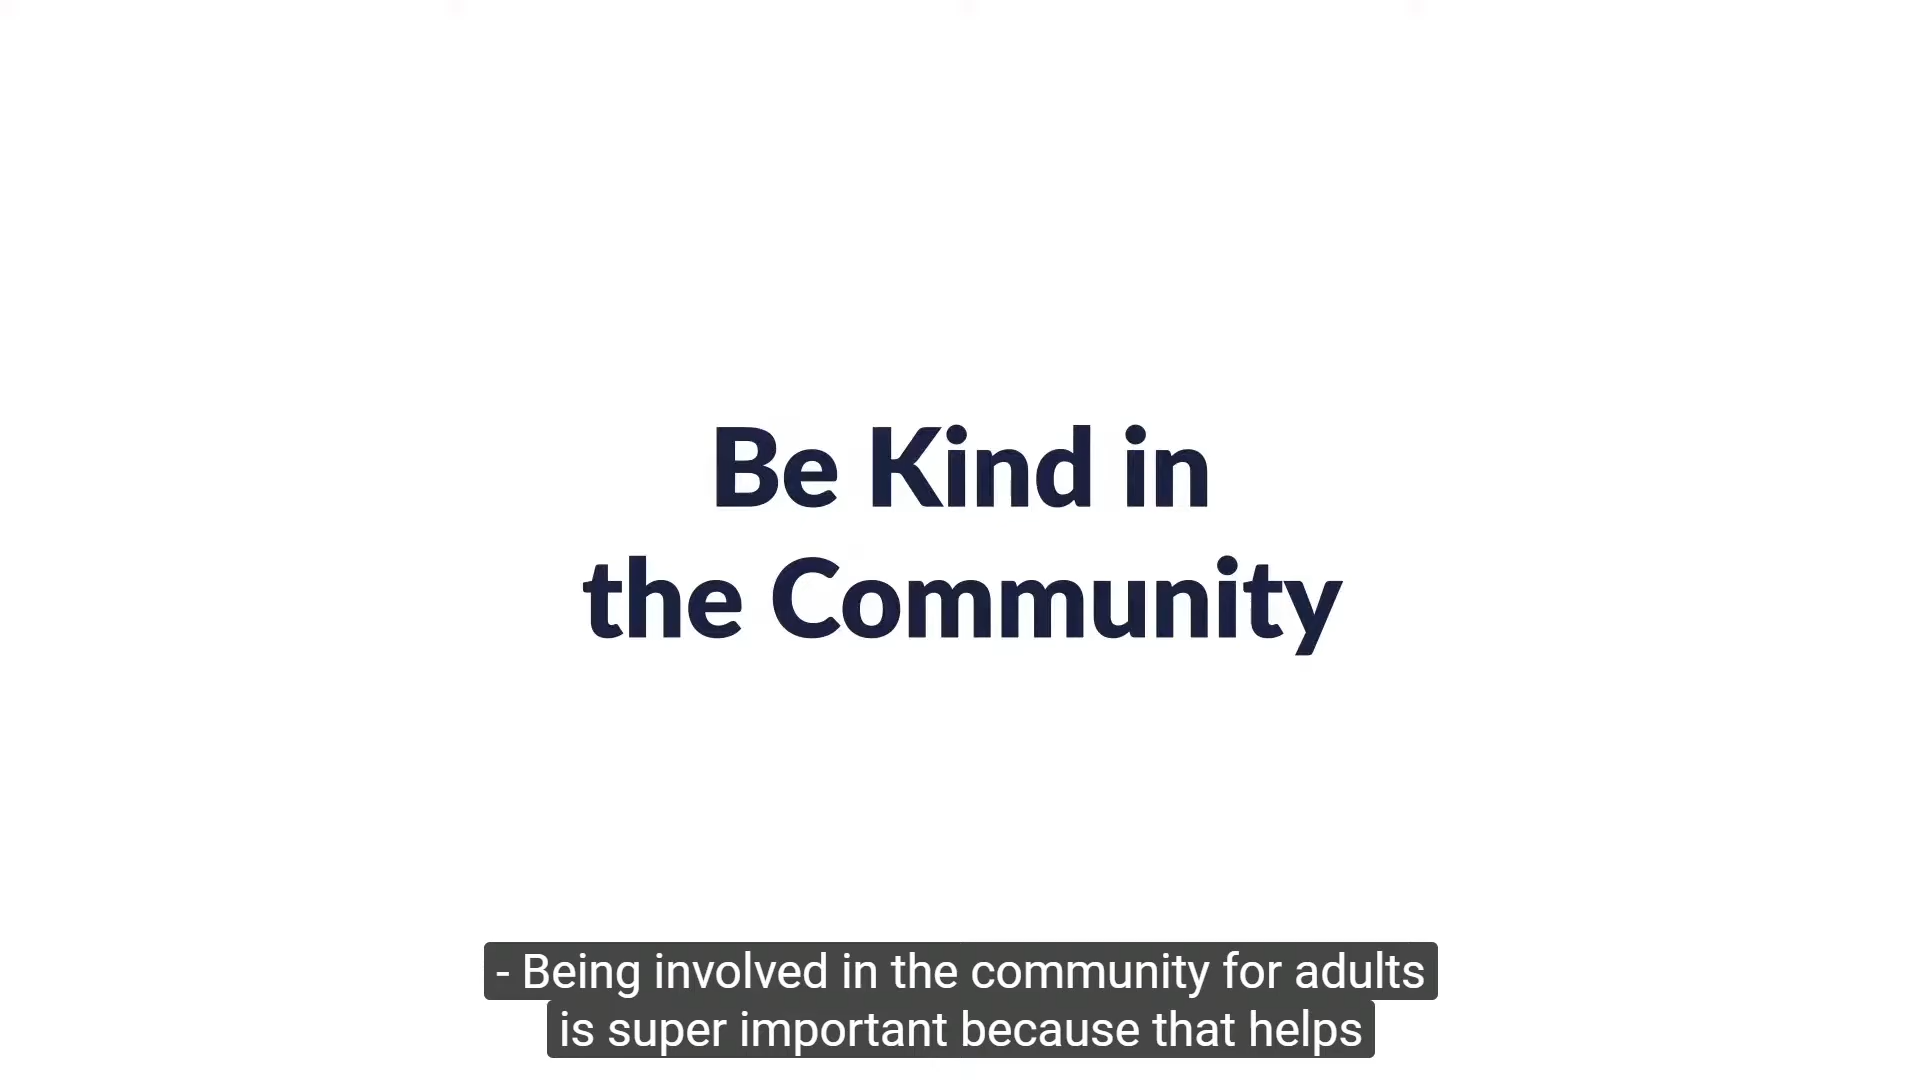 Be Kind in
the Community
- Being involved in the community for adults
is super important because that helps